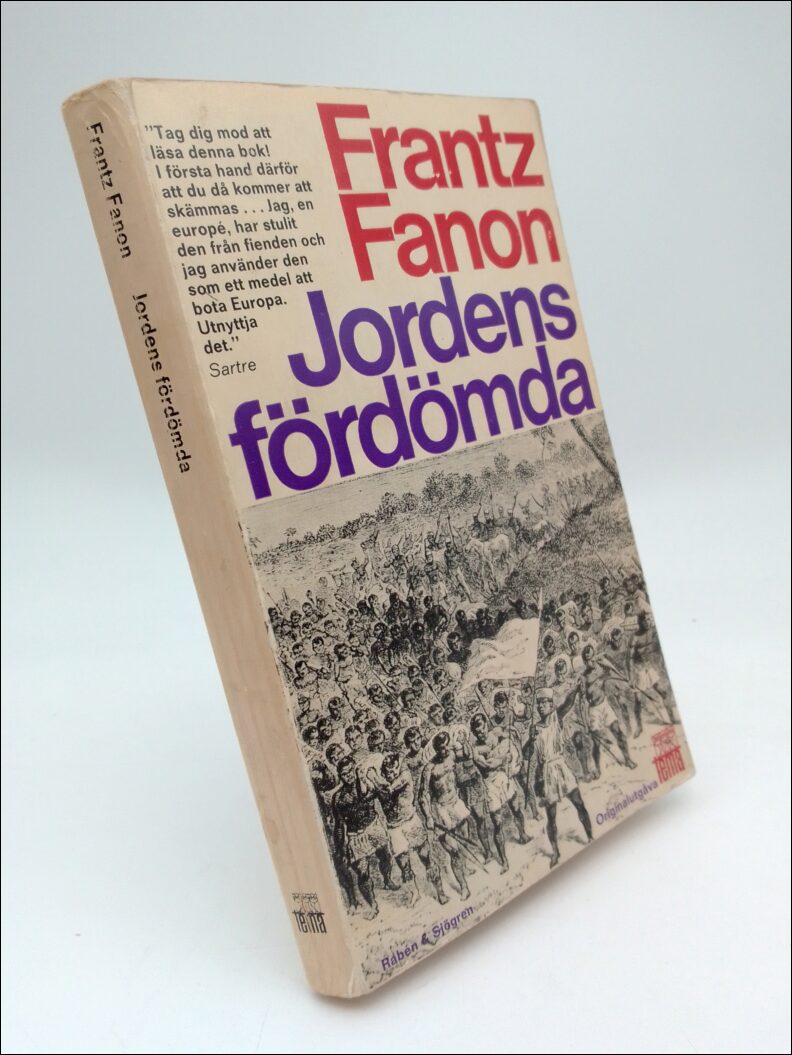 Frantz Fanon Jordens fördömda
tema
"Tag dig mod att
läsa denna bok!
I första hand därför
att du då kommer att
skämmas . . . Jag, en
europé, har stulit
den från fienden och
jag använder den
som ett medel att
bota Europa.
Utnyttja
det."
Sartre
Frantz
Fanon
Jordens
fördömda
Rabén & Sjögren
Originalutgåva
tema